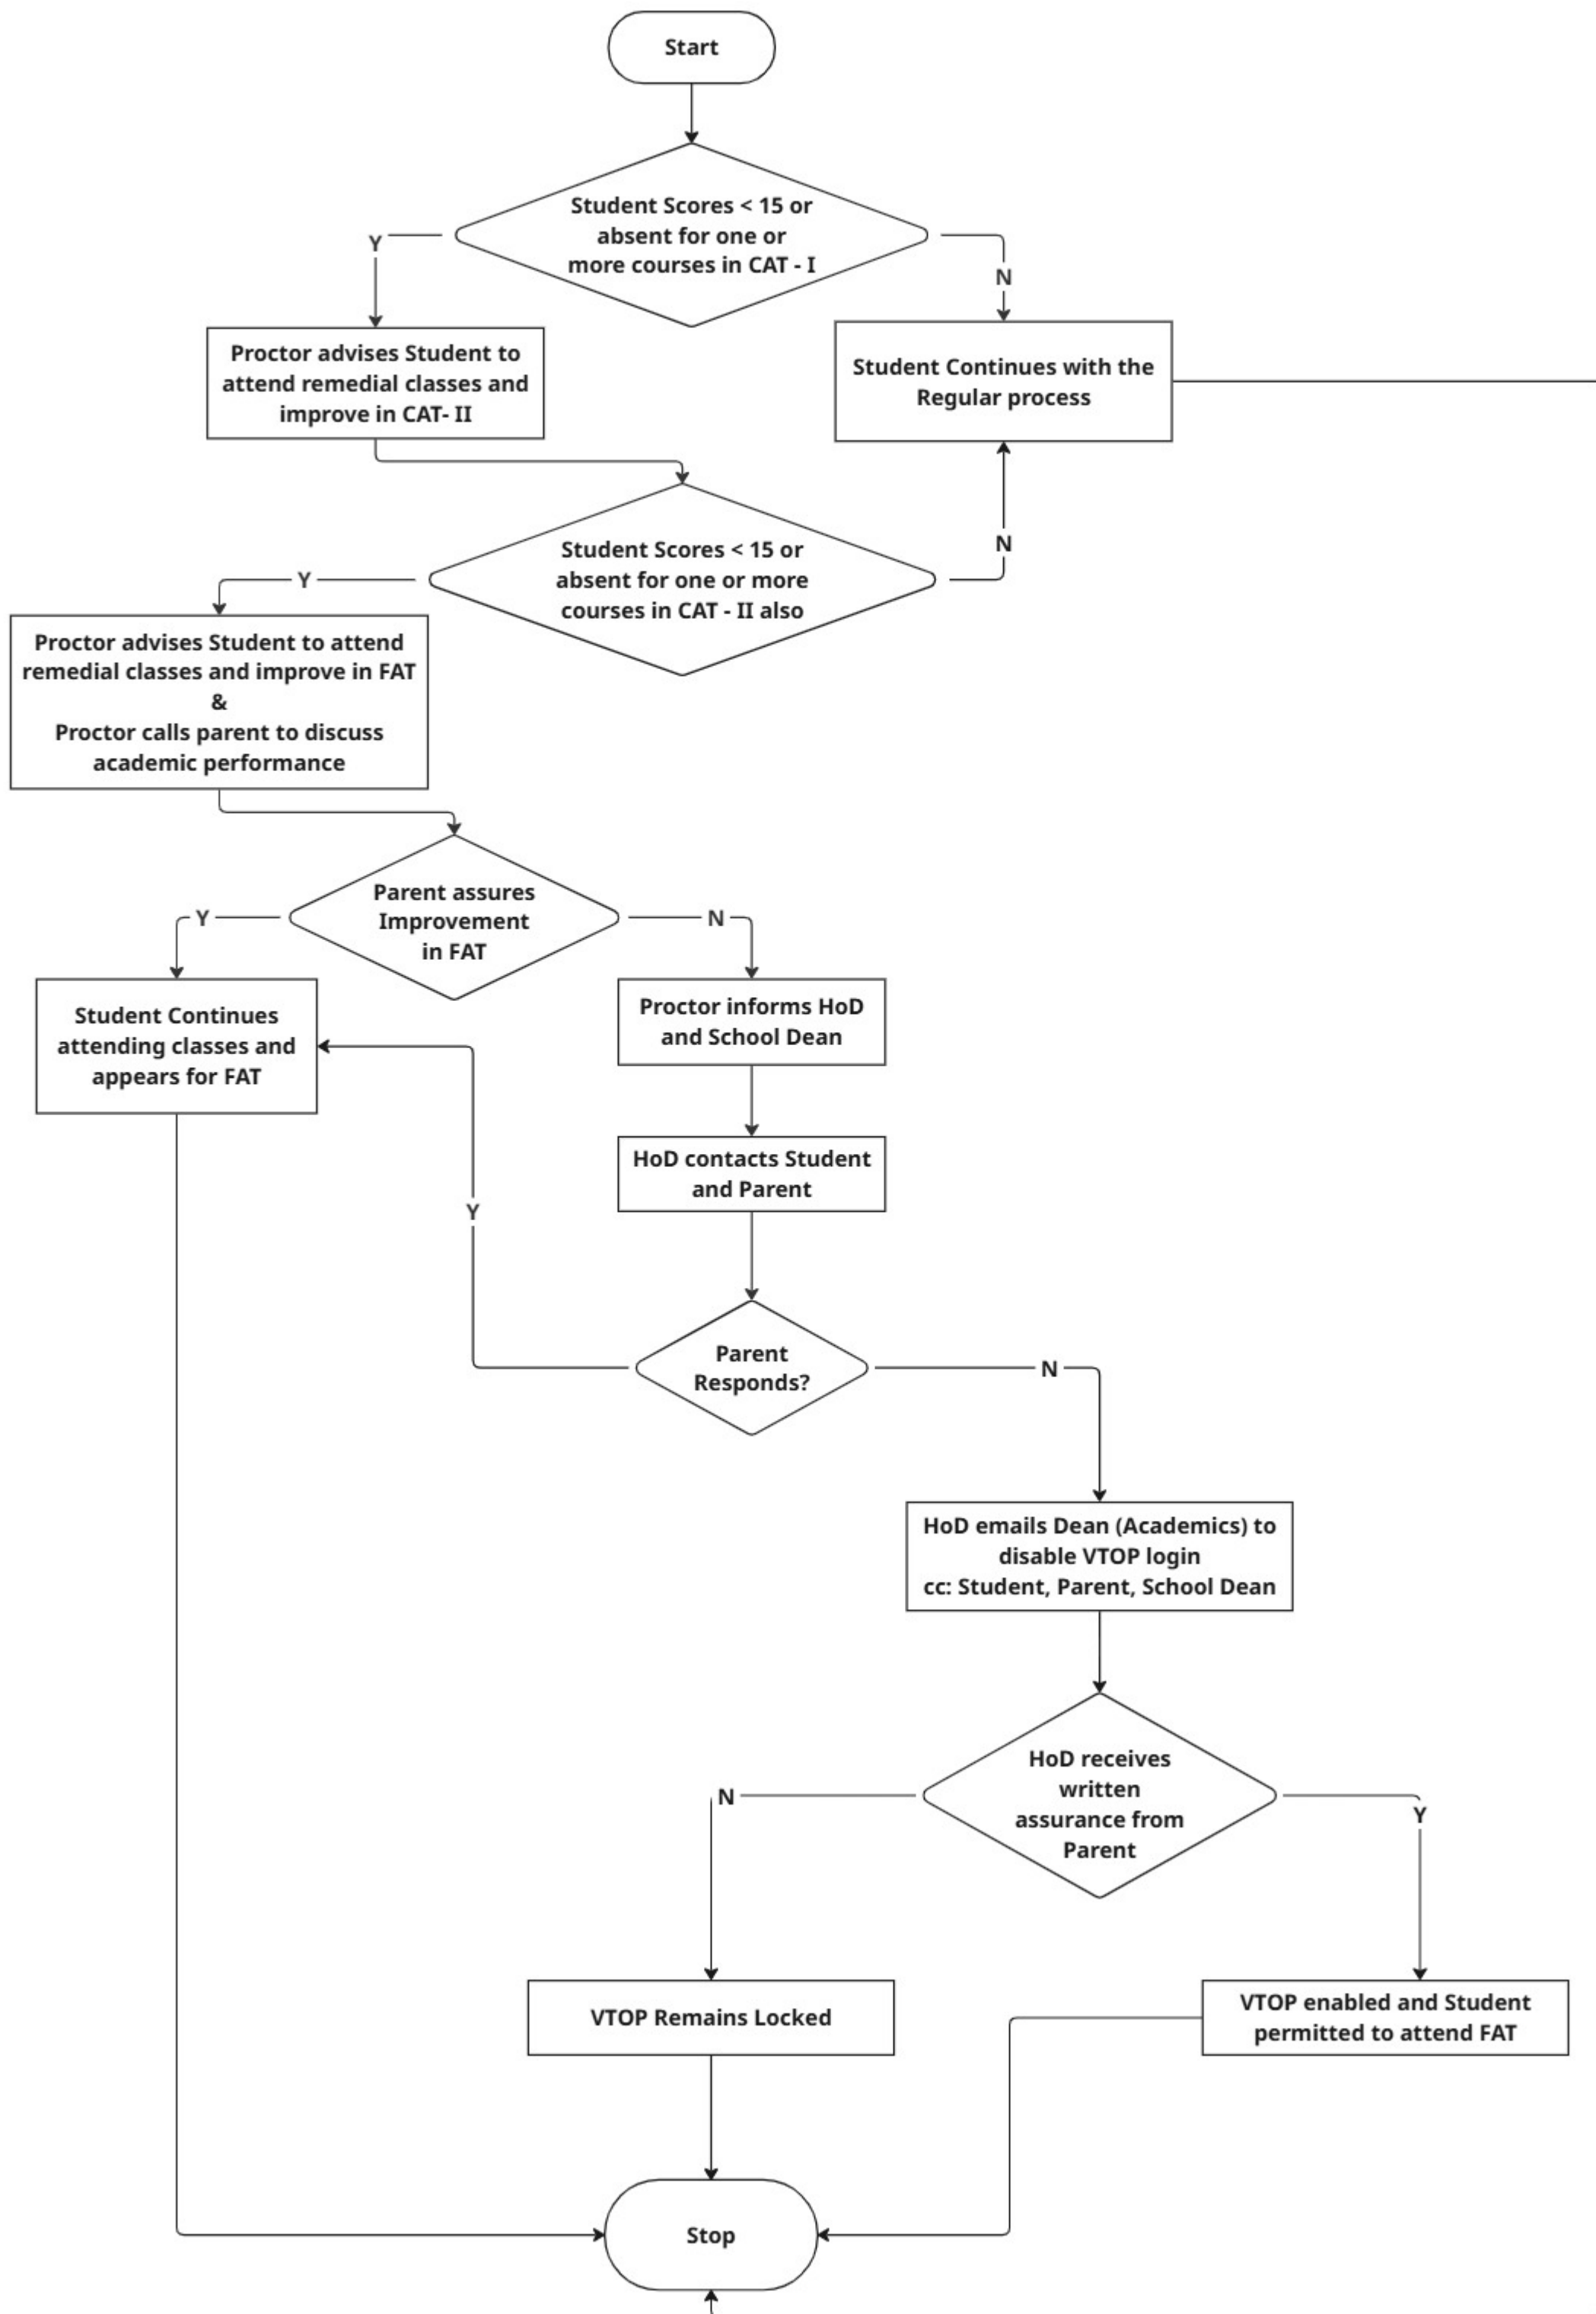 Start
Student Scores < 15 or
absent for one or
more courses in CAT - I
Y
N
Proctor advises Student to
attend remedial classes and
improve in CAT- II
Student Continues with the
Regular process
Student Scores < 15 or
absent for one or more
courses in CAT - II also
Y
N
Proctor advises Student to attend
remedial classes and improve in FAT
&
Proctor calls parent to discuss
academic performance
Parent assures
Improvement
in FAT
Y
N
Student Continues
attending classes and
appears for FAT
Proctor informs HoD
and School Dean
HoD contacts Student
and Parent
Y
Parent
Responds?
N
HoD emails Dean (Academics) to
disable VTOP login
cc: Student, Parent, School Dean
HoD receives
written
assurance from
Parent
N
Y
VTOP Remains Locked
VTOP enabled and Student
permitted to attend FAT
Stop